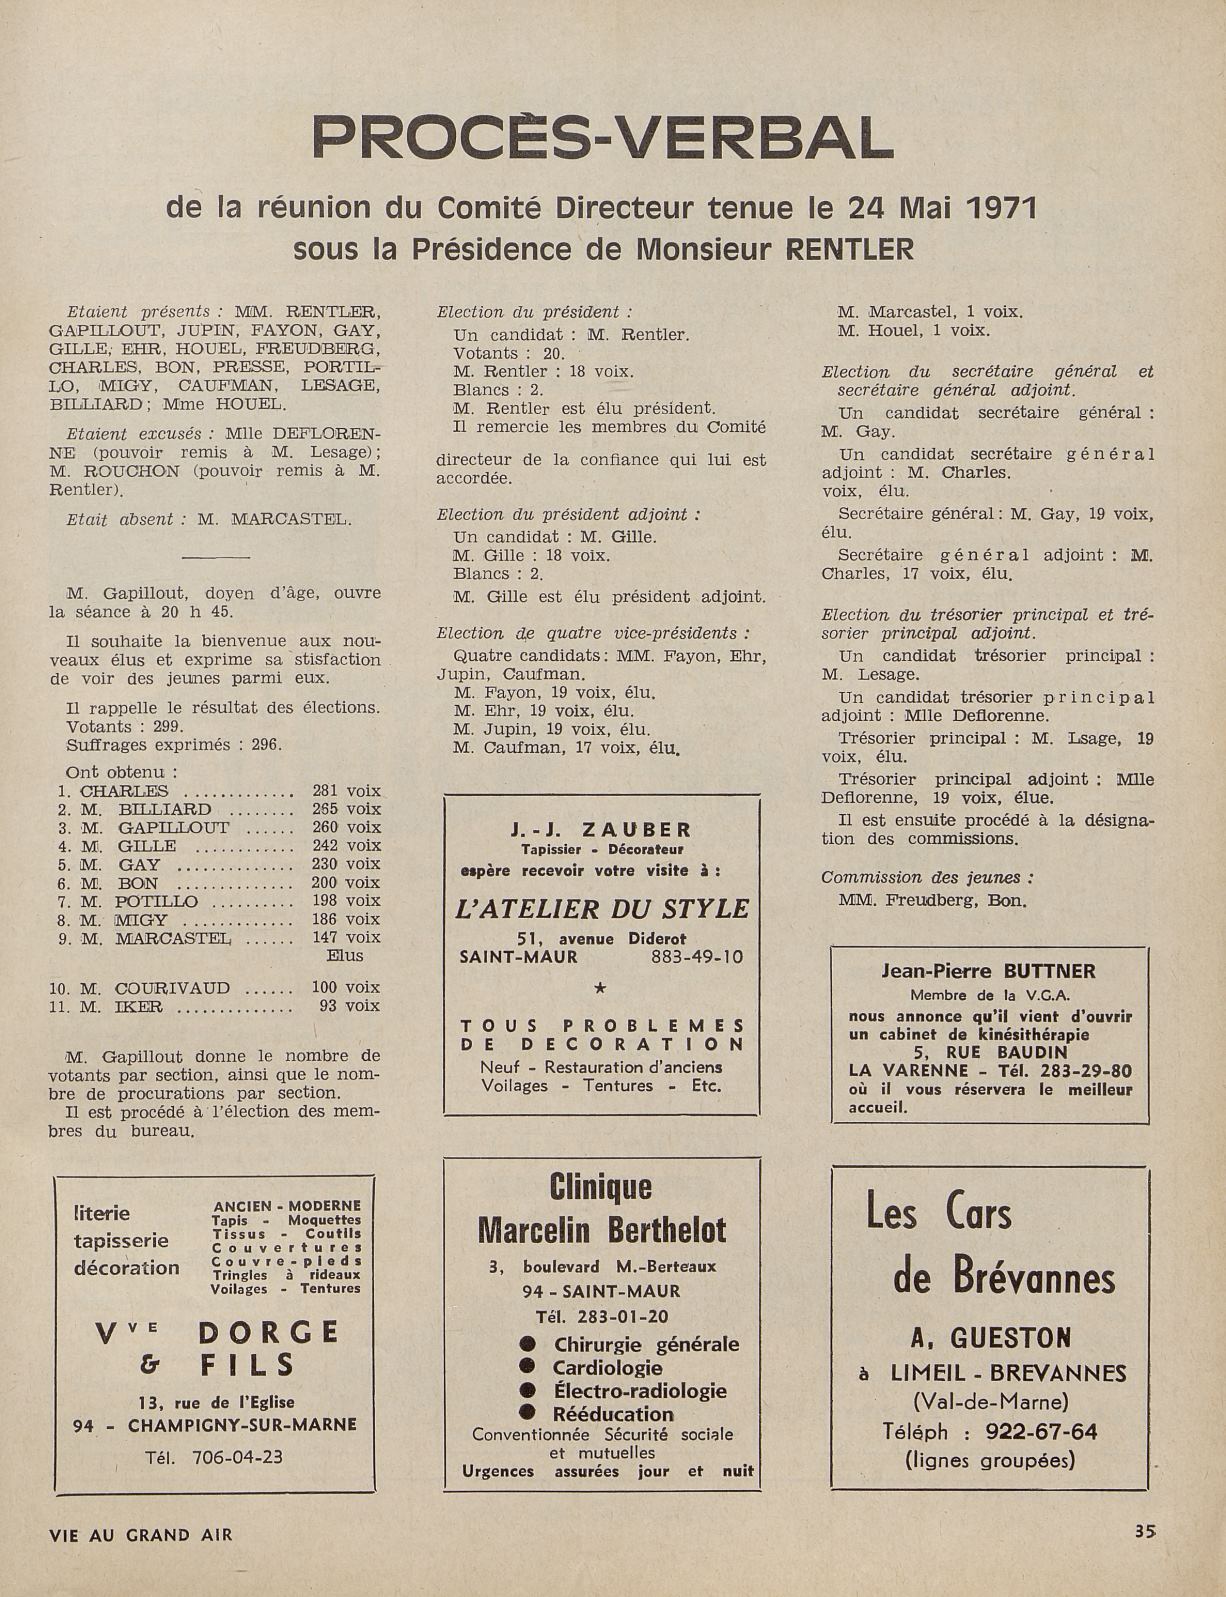 PROCÈS-VERBAL
de la réunion du Comité Directeur tenue le 24 Mai 1971
sous la Présidence de Monsieur RENTLER
Etaient présents : MM. RENTLER,
GAPILLOUT, JUPIN, FAYON, GAY,
GILLE, EHR, HOUEL, FREUDBERG,
CHARLES, BON, PRESSE, PORTIL-
LO, MIGY, CAUFMAN, LESAGE,
BILLIARD ; Mme HOUEL.
Etaient excusés : Mlle DEFLOREN-
NE (pouvoir remis à M. Lesage) ;
M. ROUCHON (pouvoir remis à M.
Rentler).
Etait absent : M. MARCASTEL.
M. Gapillout, doyen d'âge, ouvre
la séance à 20 h 45.
Il souhaite la bienvenue aux nou-
veaux élus et exprime sa stisfaction
de voir des jeunes parmi eux.
Il rappelle le résultat des élections.
Votants : 299.
Suffrages exprimés : 296.
Ont obtenu :
1. CHARLES ............. 281 voix
2. M. BILLIARD ........ 265 voix
3. M. GAPILLOUT ...... 260 voix
4. M. GILLE ............ 242 voix
5. M. GAY .............. 230 voix
6. M. BON .............. 200 voix
7. M. POTILLO .......... 198 voix
8. M. MIGY ............. 186 voix
9. M. MARCASTEL ...... 147 voix
Elus
10. M. COURIVAUD ...... 100 voix
11. M. IKER .............. 93 voix
M. Gapillout donne le nombre de
votants par section, ainsi que le nom-
bre de procurations par section.
Il est procédé à l'élection des mem-
bres du bureau.
literie
tapisserie
décoration
ANCIEN - MODERNE
Tapis - Moquettes
Tissus - Coutils
Couvertures
Couvre-pieds
Tringles à rideaux
Voilages - Tentures
Vve DORGE
& FILS
13, rue de l'Eglise
94 - CHAMPIGNY-SUR-MARNE
Tél. 706-04-23
Election du président :
Un candidat : M. Rentler.
Votants : 20.
M. Rentler : 18 voix.
Blancs : 2.
M. Rentler est élu président.
Il remercie les membres du Comité
directeur de la confiance qui lui est
accordée.
Election du président adjoint :
Un candidat : M. Gille.
M. Gille : 18 voix.
Blancs : 2.
M. Gille est élu président adjoint.
Election de quatre vice-présidents :
Quatre candidats : MM. Fayon, Ehr,
Jupin, Caufman.
M. Fayon, 19 voix, élu.
M. Ehr, 19 voix, élu.
M. Jupin, 19 voix, élu.
M. Caufman, 17 voix, élu.
J.-J. ZAUBER
Tapissier - Décorateur
espère recevoir votre visite à :
L'ATELIER DU STYLE
51, avenue Diderot
SAINT-MAUR 883-49-10
★
TOUS PROBLEMES
DE DECORATION
Neuf - Restauration d'anciens
Voilages - Tentures - Etc.
Clinique
Marcelin Berthelot
3, boulevard M.-Berteaux
94 - SAINT-MAUR
Tél. 283-01-20
● Chirurgie générale
● Cardiologie
● Électro-radiologie
● Rééducation
Conventionnée Sécurité sociale
et mutuelles
Urgences assurées jour et nuit
M. Marcastel, 1 voix.
M. Houel, 1 voix.
Election du secrétaire général et
secrétaire général adjoint.
Un candidat secrétaire général :
M. Gay.
Un candidat secrétaire général
adjoint : M. Charles.
voix, élu.
Secrétaire général : M. Gay, 19 voix,
élu.
Secrétaire général adjoint : M.
Charles, 17 voix, élu.
Election du trésorier principal et tré-
sorier principal adjoint.
Un candidat trésorier principal :
M. Lesage.
Un candidat trésorier principal
adjoint : Mlle Deflorenne.
Trésorier principal : M. Lsage, 19
voix, élu.
Trésorier principal adjoint : Mlle
Deflorenne, 19 voix, élue.
Il est ensuite procédé à la désigna-
tion des commissions.
Commission des jeunes :
MM. Freudberg, Bon.
Jean-Pierre BUTTNER
Membre de la V.G.A.
nous annonce qu'il vient d'ouvrir
un cabinet de kinésithérapie
5, RUE BAUDIN
LA VARENNE - Tél. 283-29-80
où il vous réservera le meilleur
accueil.
Les Cars
de Brévannes
A. GUESTON
à LIMEIL - BREVANNES
(Val-de-Marne)
Téléph : 922-67-64
(lignes groupées)
VIE AU GRAND AIR
35